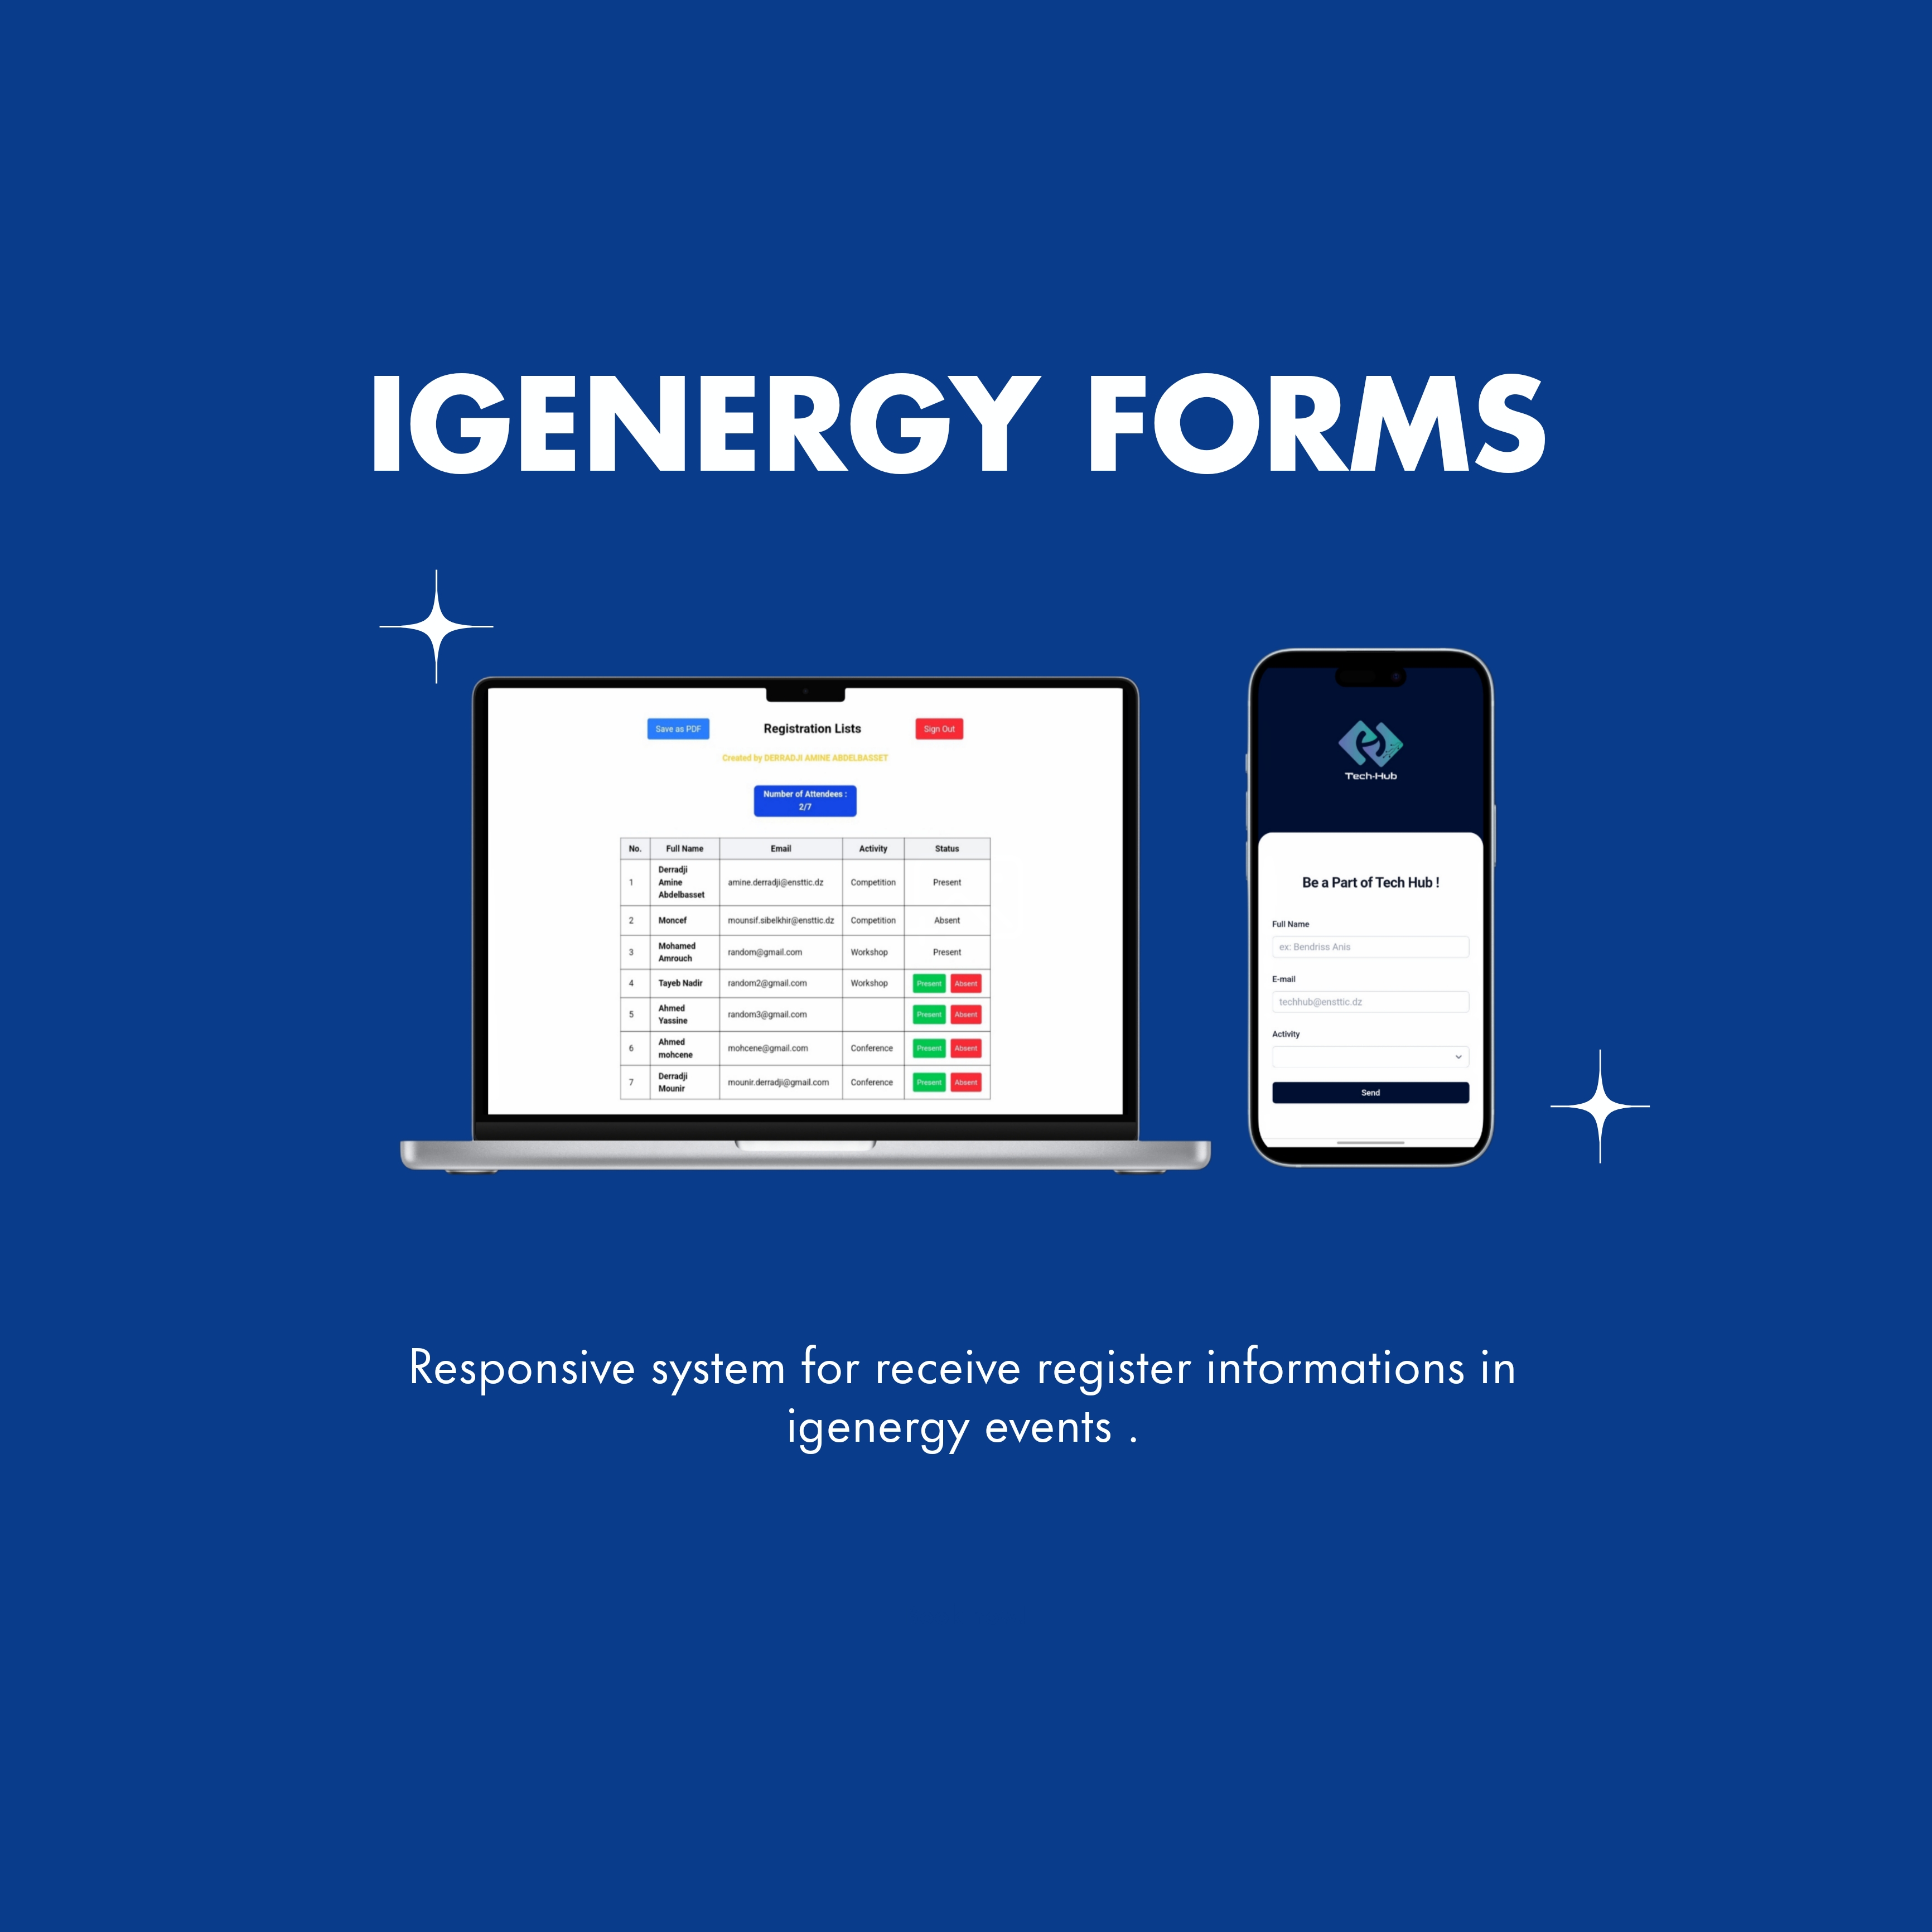 IGENERGY FORMS
Save as PDF
Registration Lists
Sign Out
Created by DERRADJI AMINE ABDELBASSET
Number of Attendees :
2/7
No. Full Name Email Activity Status
1 Derradji Amine Abdelbasset amine.derradji@ensttic.dz Competition Present
2 Moncef mounsif.sibelkhir@ensttic.dz Competition Absent
3 Mohamed Amrouch random@gmail.com Workshop Present
4 Tayeb Nadir random2@gmail.com Workshop Present Absent
5 Ahmed Yassine random3@gmail.com Present Absent
6 Ahmed mohcene mohcene@gmail.com Conference Present Absent
7 Derradji Mounir mounir.derradji@gmail.com Conference Present Absent
Tech-Hub
Be a Part of Tech Hub !
Full Name
ex: Bendriss Anis
E-mail
techhub@ensttic.dz
Activity
Send
Responsive system for receive register informations in
igenergy events .